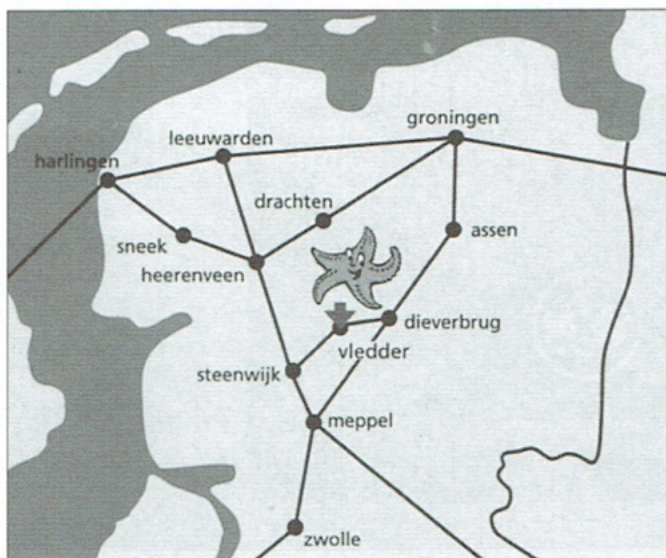 groningen
leeuwarden
harlingen
drachten
sneek
assen
heerenveen
dieverbrug
vledder
steenwijk
meppel
zwolle